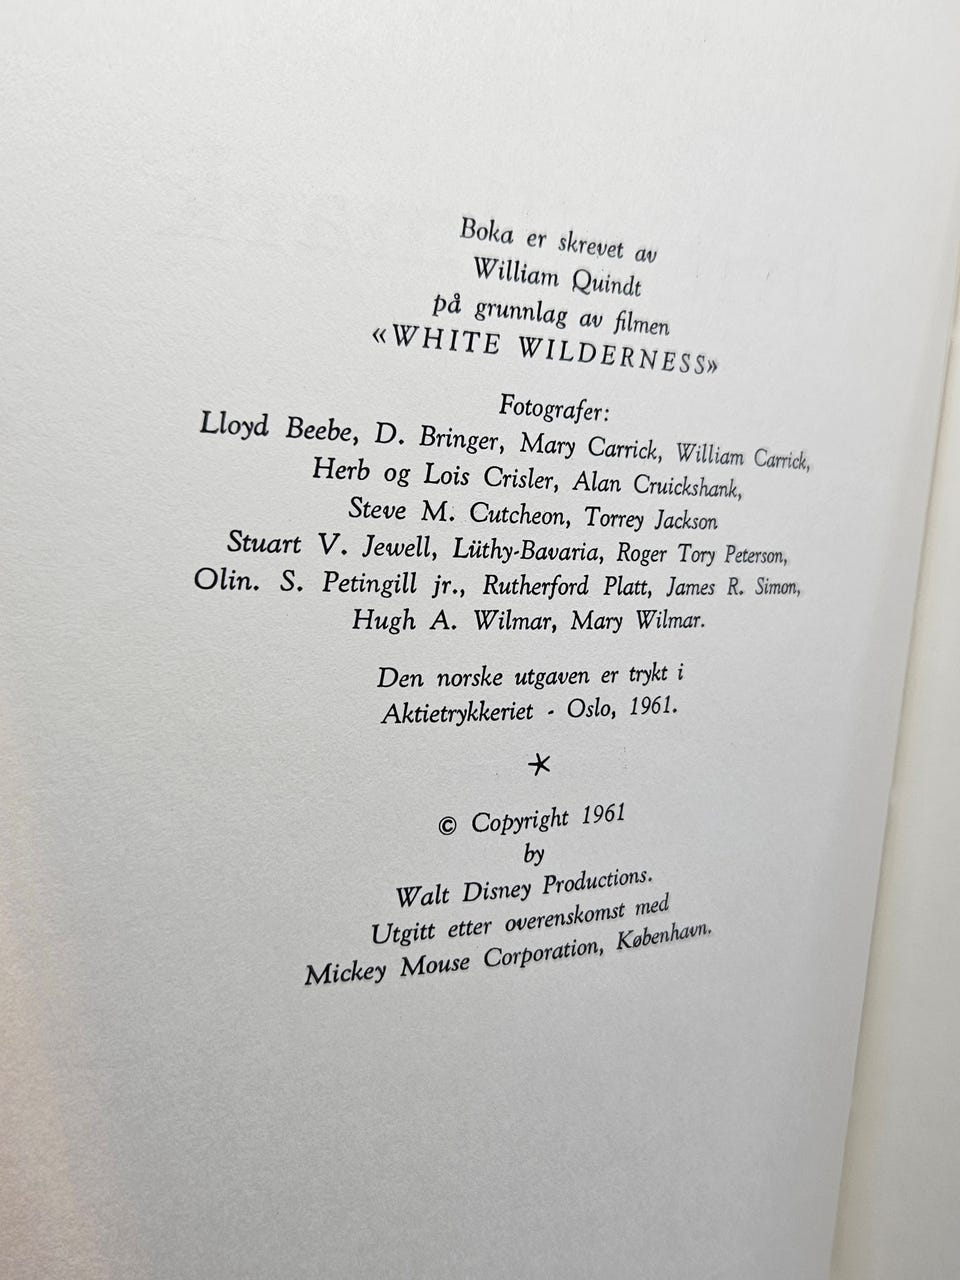 Boka er skrevet av
William Quindt
på grunnlag av filmen
«WHITE WILDERNESS»
Fotografer:
Lloyd Beebe, D. Bringer, Mary Carrick, William Carrick,
Herb og Lois Crisler, Alan Cruickshank,
Steve M. Cutcheon, Torrey Jackson
Stuart V. Jewell, Lüthy-Bavaria, Roger Tory Peterson,
Olin. S. Petingill jr., Rutherford Platt, James R. Simon,
Hugh A. Wilmar, Mary Wilmar.
Den norske utgaven er trykt i
Aktietrykkeriet - Oslo, 1961.
*
© Copyright 1961
by
Walt Disney Productions.
Utgitt etter overenskomst med
Mickey Mouse Corporation, København.